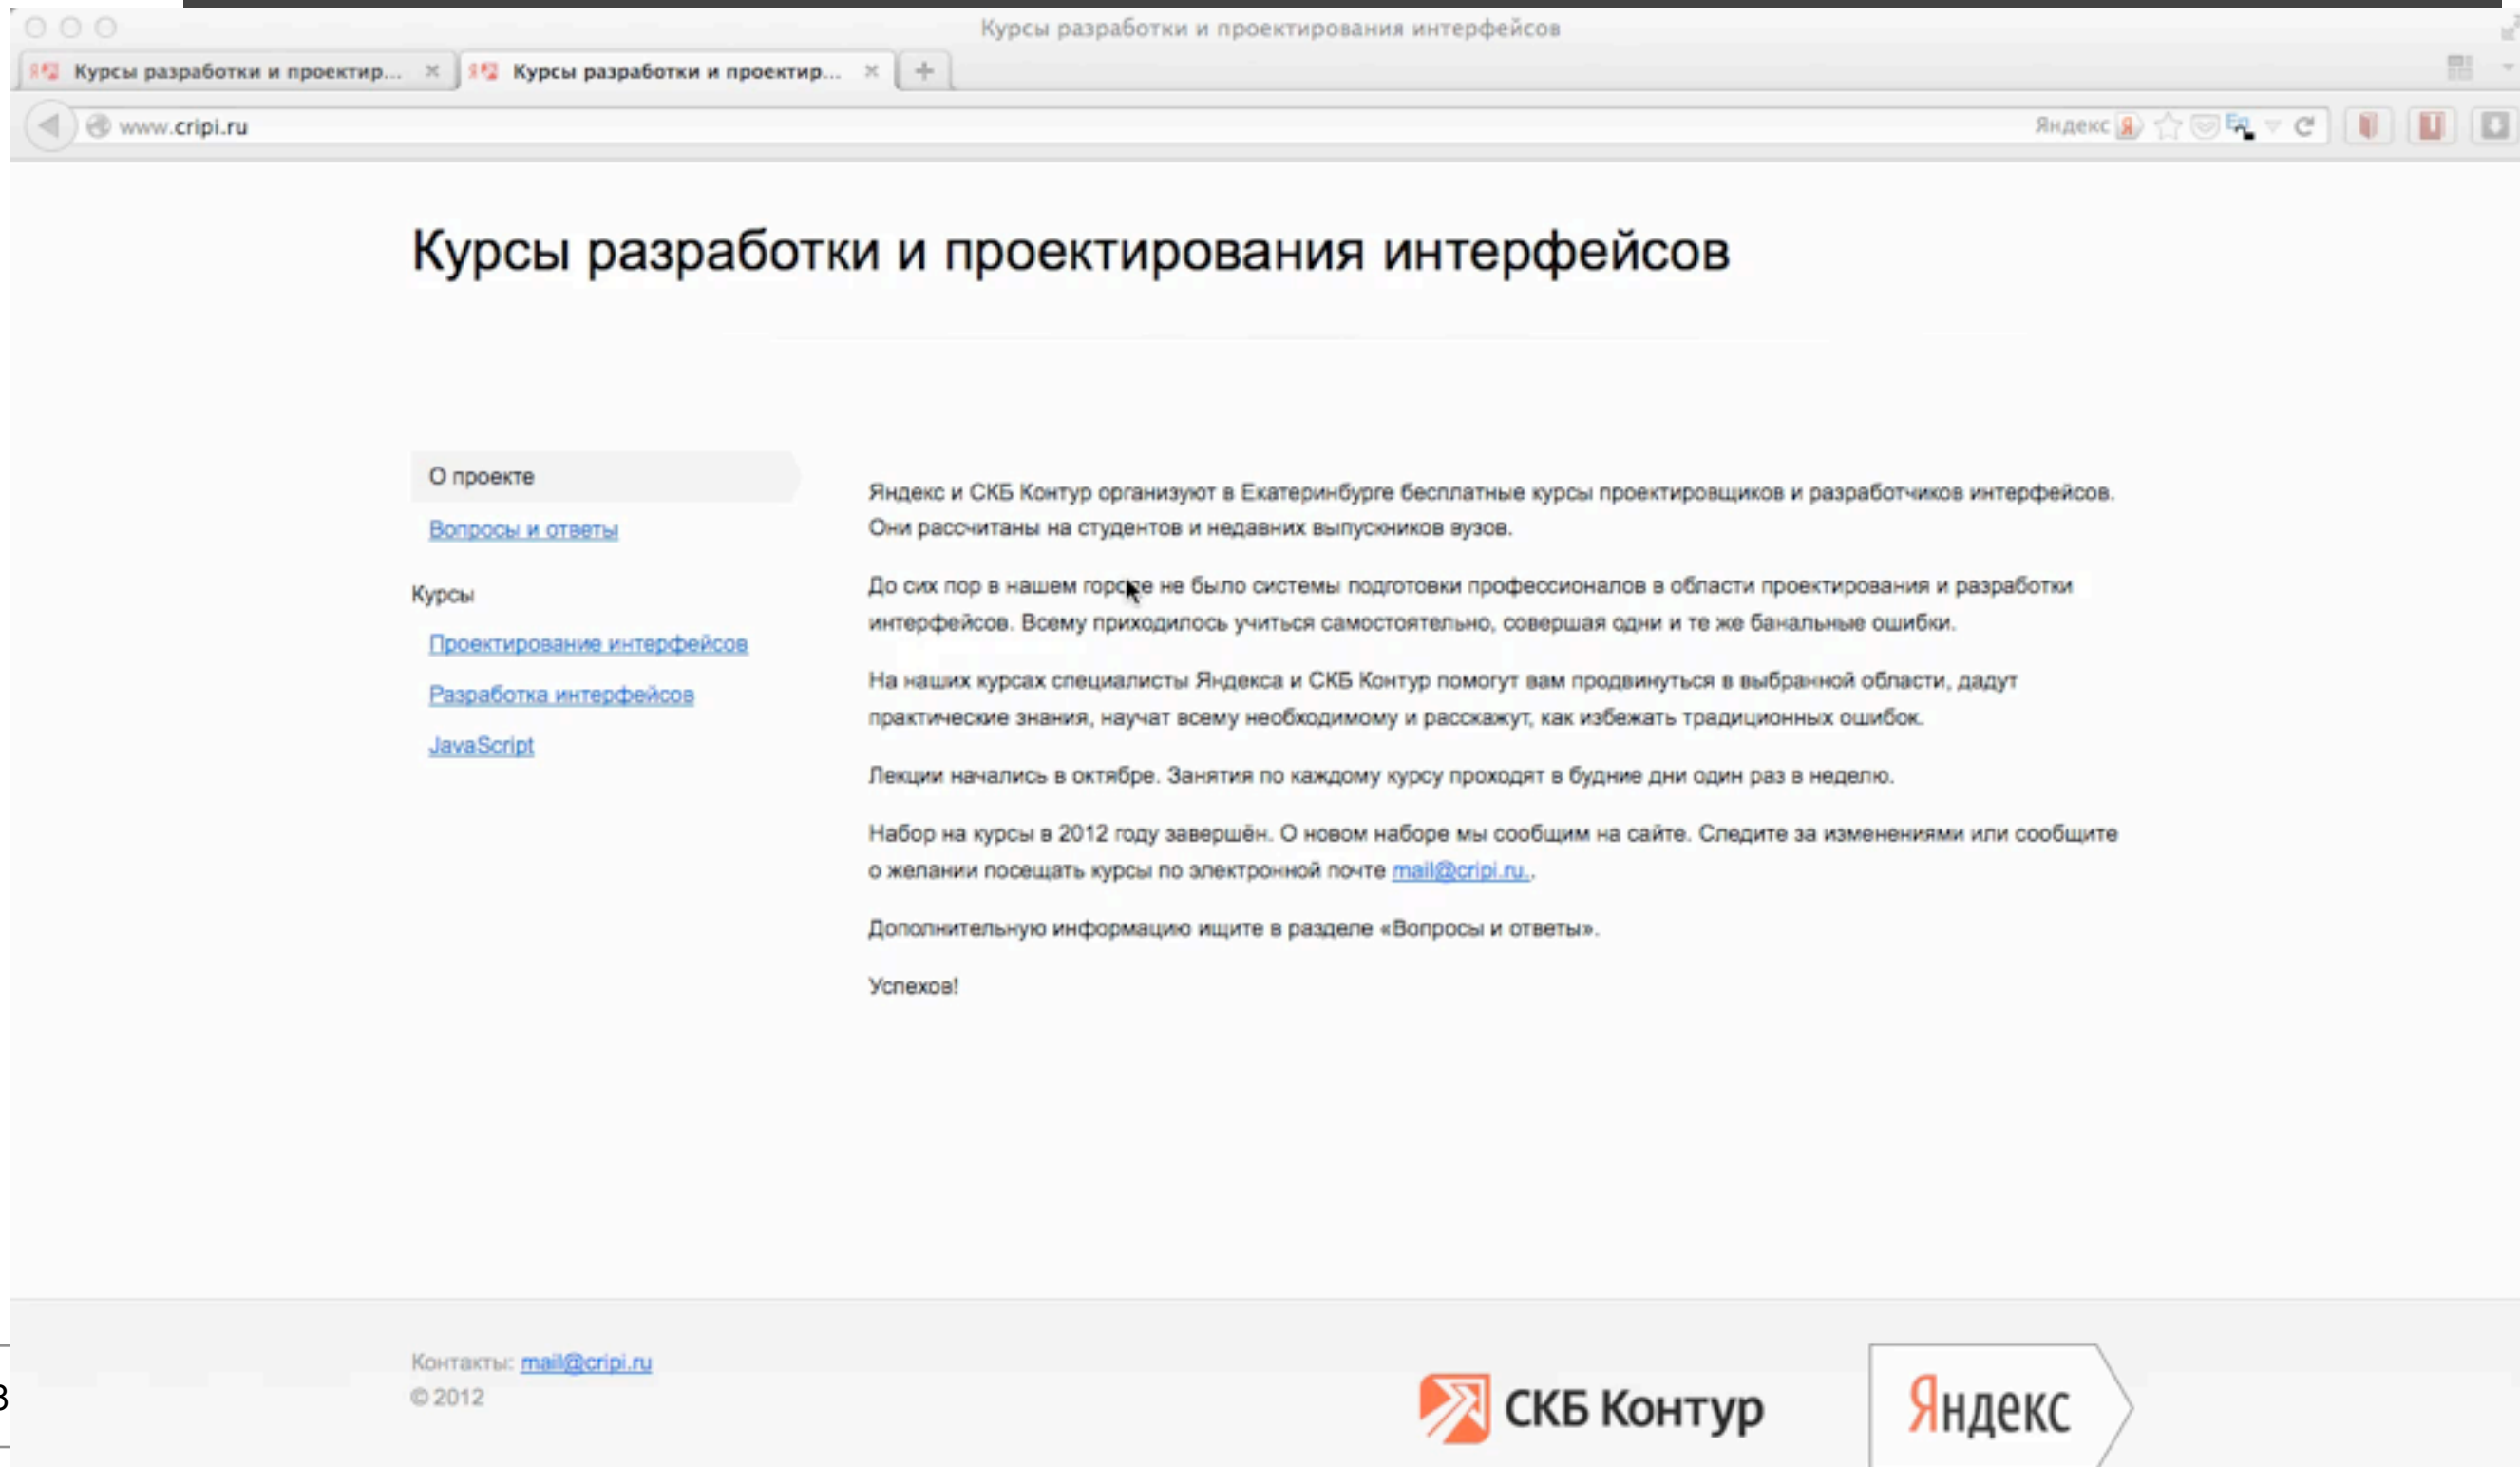 Курсы разработки и проектирования интерфейсов
Курсы разработки и проектир...
Курсы разработки и проектир...
www.cripi.ru
Яндекс
Курсы разработки и проектирования интерфейсов
О проекте
Вопросы и ответы
Курсы
Проектирование интерфейсов
Разработка интерфейсов
JavaScript
Яндекс и СКБ Контур организуют в Екатеринбурге бесплатные курсы проектировщиков и разработчиков интерфейсов.
Они рассчитаны на студентов и недавних выпускников вузов.
До сих пор в нашем городе не было системы подготовки профессионалов в области проектирования и разработки
интерфейсов. Всему приходилось учиться самостоятельно, совершая одни и те же банальные ошибки.
На наших курсах специалисты Яндекса и СКБ Контур помогут вам продвинуться в выбранной области, дадут
практические знания, научат всему необходимому и расскажут, как избежать традиционных ошибок.
Лекции начались в октябре. Занятия по каждому курсу проходят в будние дни один раз в неделю.
Набор на курсы в 2012 году завершён. О новом наборе мы сообщим на сайте. Следите за изменениями или сообщите
о желании посещать курсы по электронной почте mail@cripi.ru..
Дополнительную информацию ищите в разделе «Вопросы и ответы».
Успехов!
Контакты: mail@cripi.ru
© 2012
СКБ Контур
Яндекс